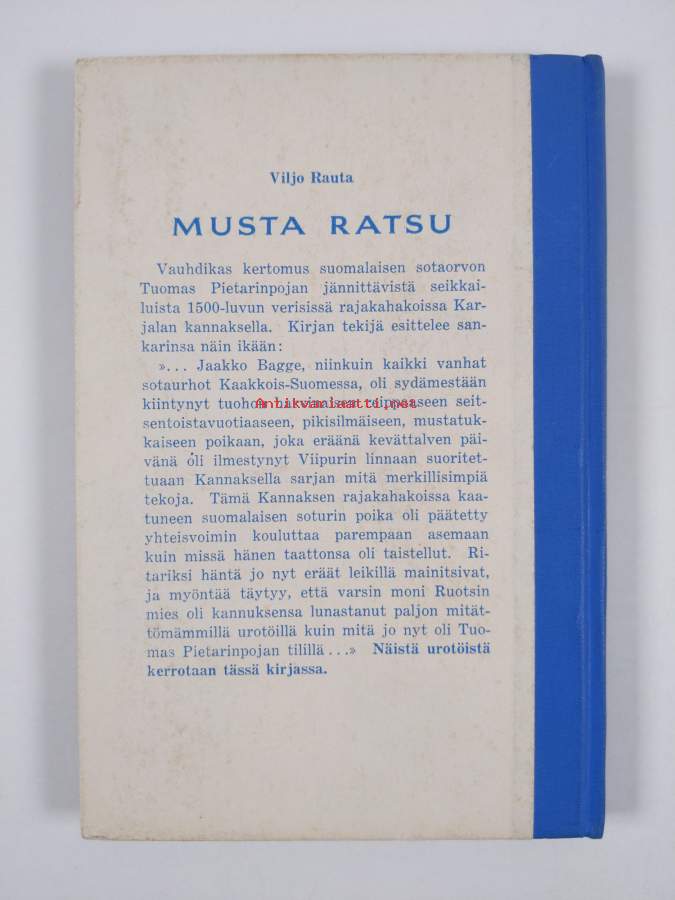 Viljo Rauta
MUSTA RATSU
Vauhdikas kertomus suomalaisen sotaorvon
Tuomas Pietarinpojan jännittävistä seikkai-
luista 1500-luvun verisissä rajakahakoissa Kar-
jalan kannaksella. Kirjan tekijä esittelee san-
karinsa näin ikään:
»... Jaakko Bagge, niinkuin kaikki vanhat
sotaurhot Kaakkois-Suomessa, oli sydämestään
kiintynyt tuohon harvinaisen reippaaseen seit-
Antikvariaatti.net
sentoistavuotiaaseen, pikisilmäiseen, mustatuk-
kaiseen poikaan, joka eräänä kevättalven päi-
vänä oli ilmestynyt Viipurin linnaan suoritet-
tuaan Kannaksella sarjan mitä merkillisimpiä
tekoja. Tämä Kannaksen rajakahakoissa kaa-
tuneen suomalaisen soturin poika oli päätetty
yhteisvoimin kouluttaa parempaan asemaan
kuin missä hänen taattonsa oli taistellut. Ri-
tariksi häntä jo nyt eräät leikillä mainitsivat,
ja myöntää täytyy, että varsin moni Ruotsin
mies oli kannuksensa lunastanut paljon mität-
tömämmillä urotöillä kuin mitä jo nyt oli Tuo-
mas Pietarinpojan tilillä...» Näistä urotöistä
kerrotaan tässä kirjassa.